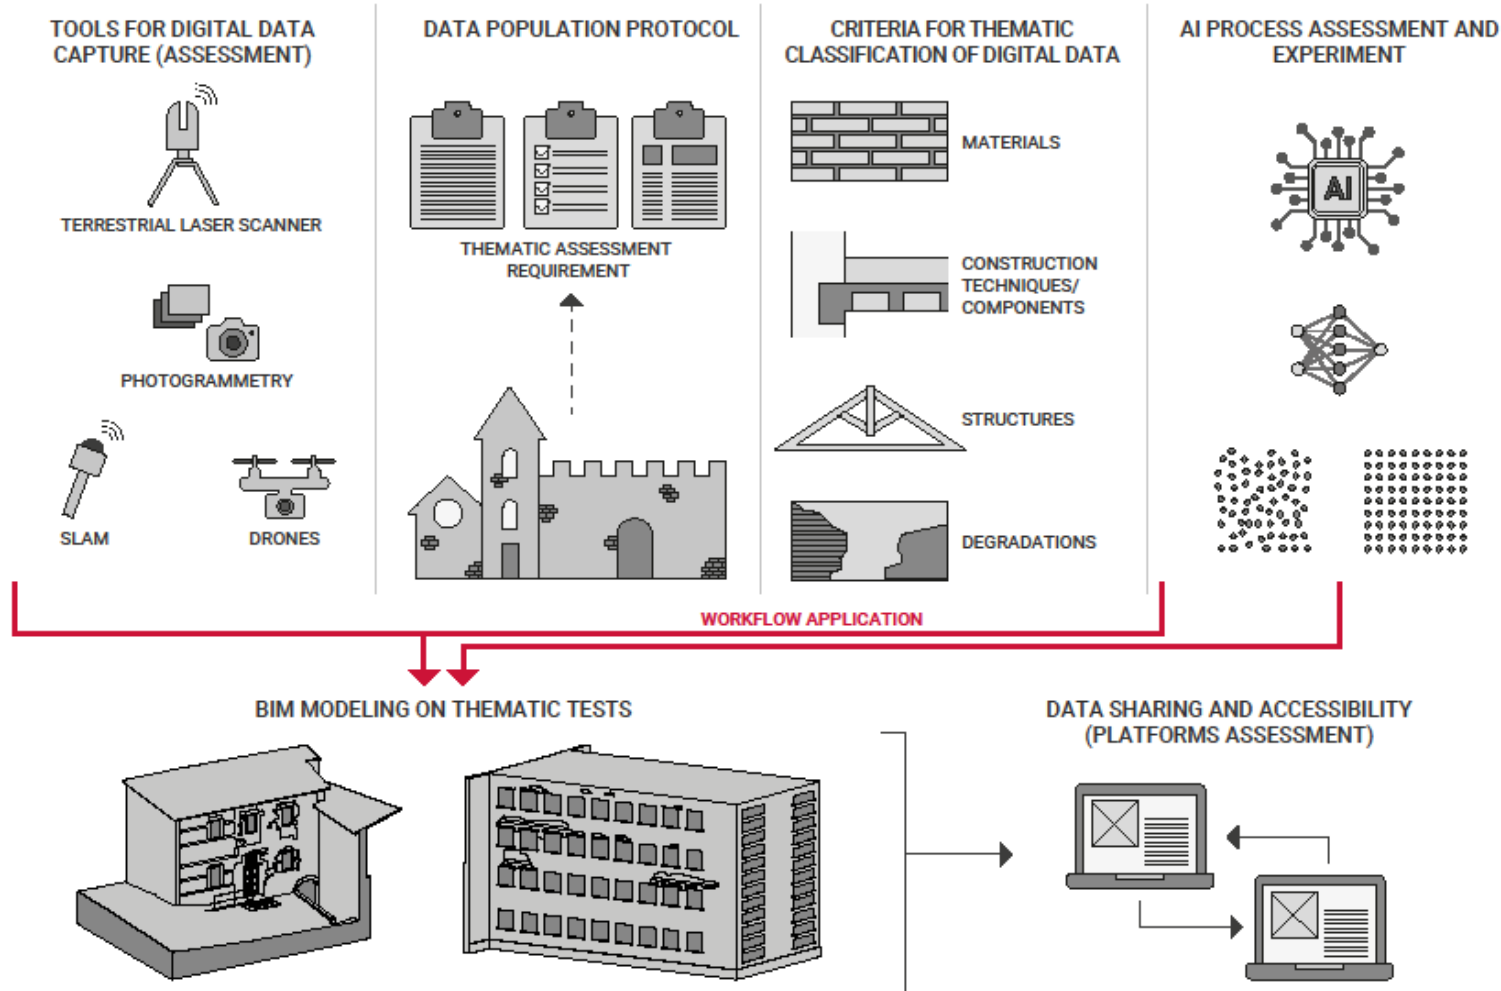 TOOLS FOR DIGITAL DATA
CAPTURE (ASSESSMENT)
TERRESTRIAL LASER SCANNER
PHOTOGRAMMETRY
SLAM
DRONES
DATA POPULATION PROTOCOL
THEMATIC ASSESSMENT
REQUIREMENT
CRITERIA FOR THEMATIC
CLASSIFICATION OF DIGITAL DATA
MATERIALS
CONSTRUCTION
TECHNIQUES/
COMPONENTS
STRUCTURES
DEGRADATIONS
AI PROCESS ASSESSMENT AND
EXPERIMENT
AI
WORKFLOW APPLICATION
BIM MODELING ON THEMATIC TESTS
DATA SHARING AND ACCESSIBILITY
(PLATFORMS ASSESSMENT)